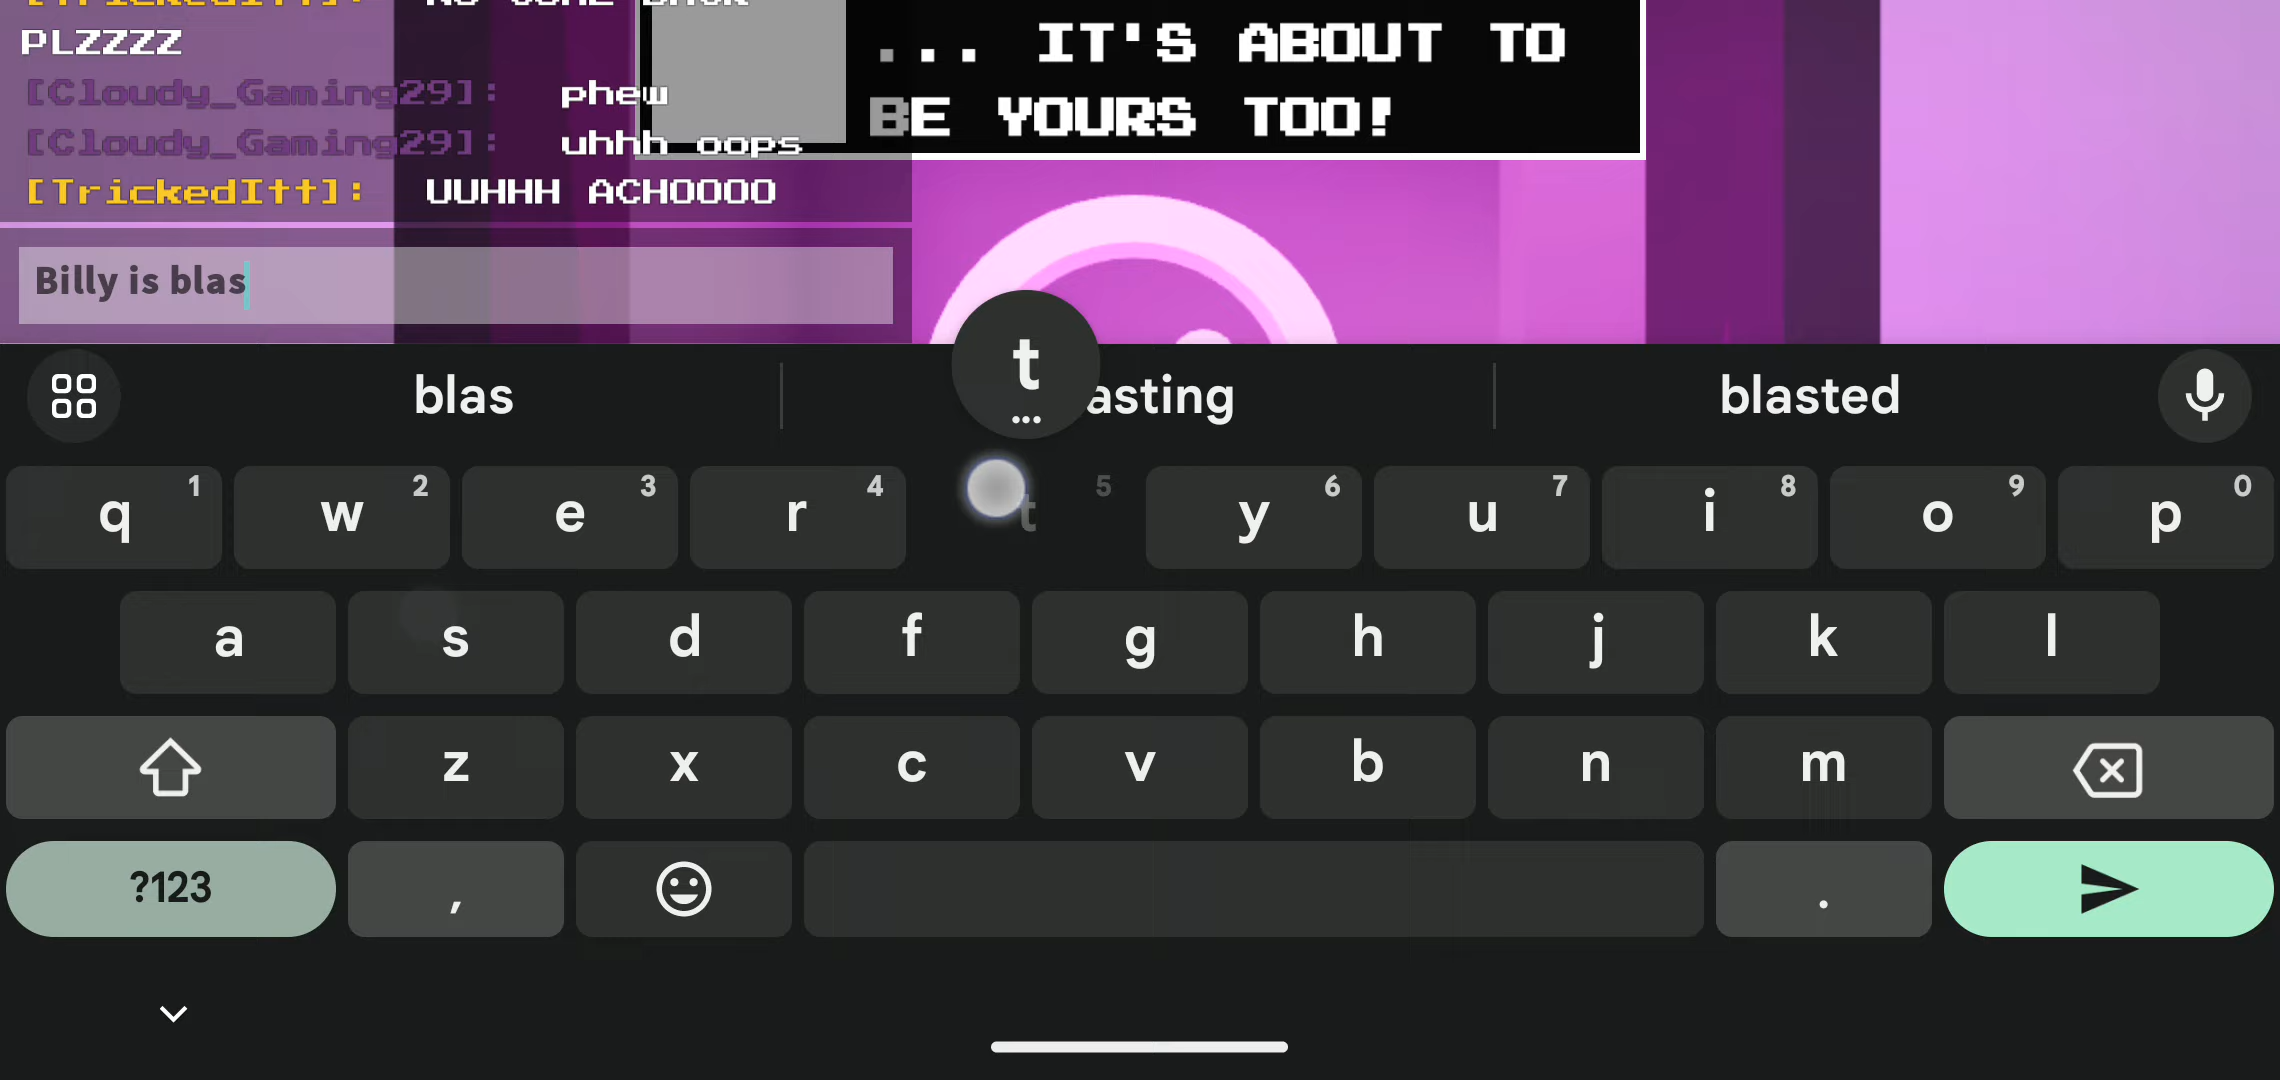 PLZZZZ
[Cloudy_Gaming29]: phew
[Cloudy_Gaming29]: uhhh oops
[TrickedItt]: UUHHH ACHOOOO
... IT'S ABOUT TO
BE YOURS TOO!
Billy is blas
t
...
blas
asting
blasted
q 1 w 2 e 3 r 4 t 5 y 6 u 7 i 8 o 9 p 0
a s d f g h j k l
z x c v b n m
?123 , .